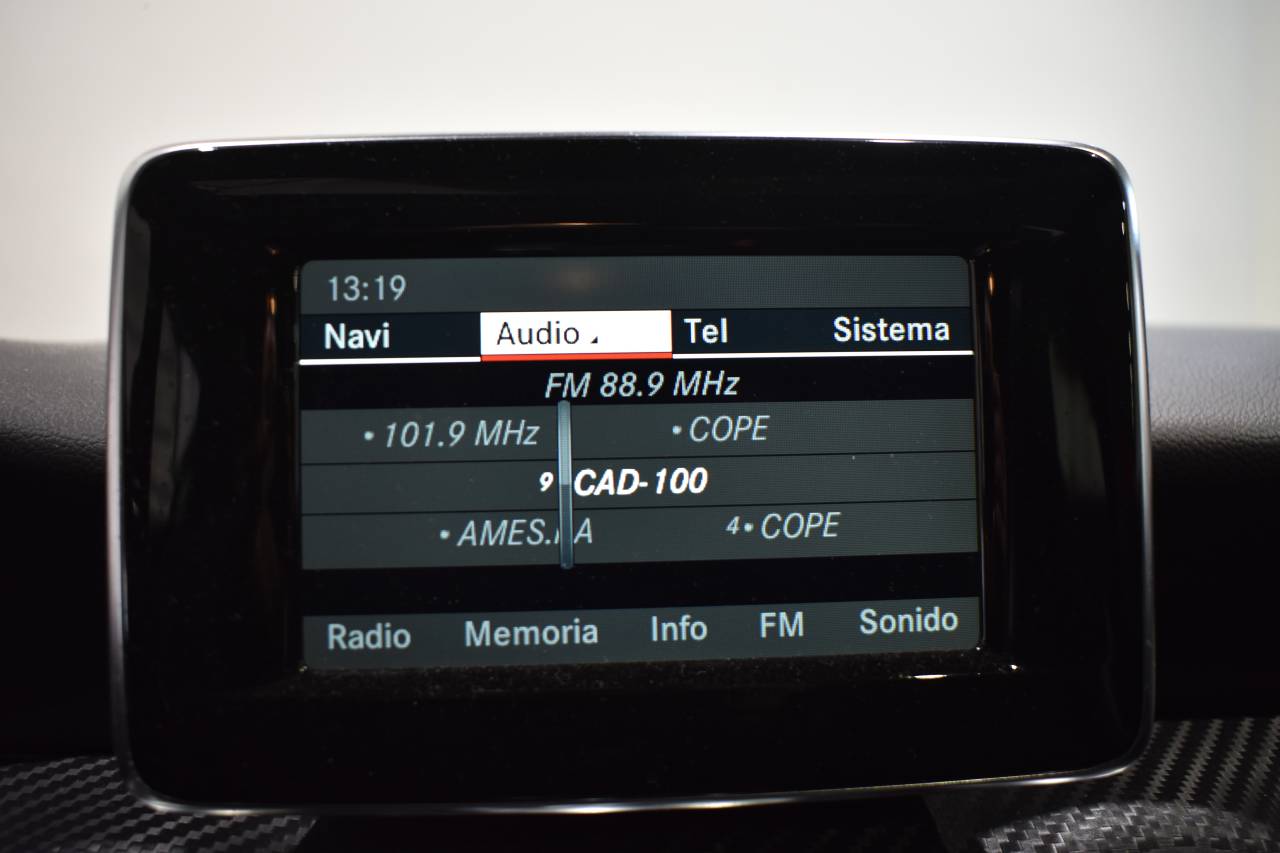 13:19
Navi Audio Tel Sistema
FM 88.9 MHz
• 101.9 MHz • COPE
9 CAD-100
• 4• COPE
Radio Memoria Info FM Sonido